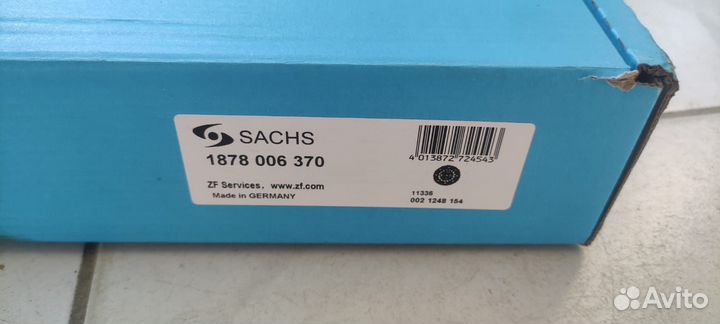 SACHS
1878 006 370
ZF Services, www.zf.com
Made in GERMANY
4 013872 724543
11336
002 1248 154
Avito